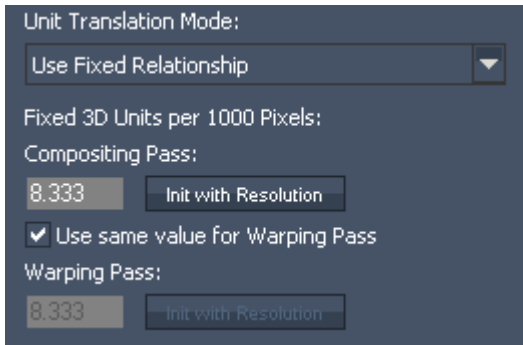 Unit Translation Mode:
Use Fixed Relationship
Fixed 3D Units per 1000 Pixels:
Compositing Pass:
8.333 Init with Resolution
Use same value for Warping Pass
Warping Pass:
8.333 Init with Resolution